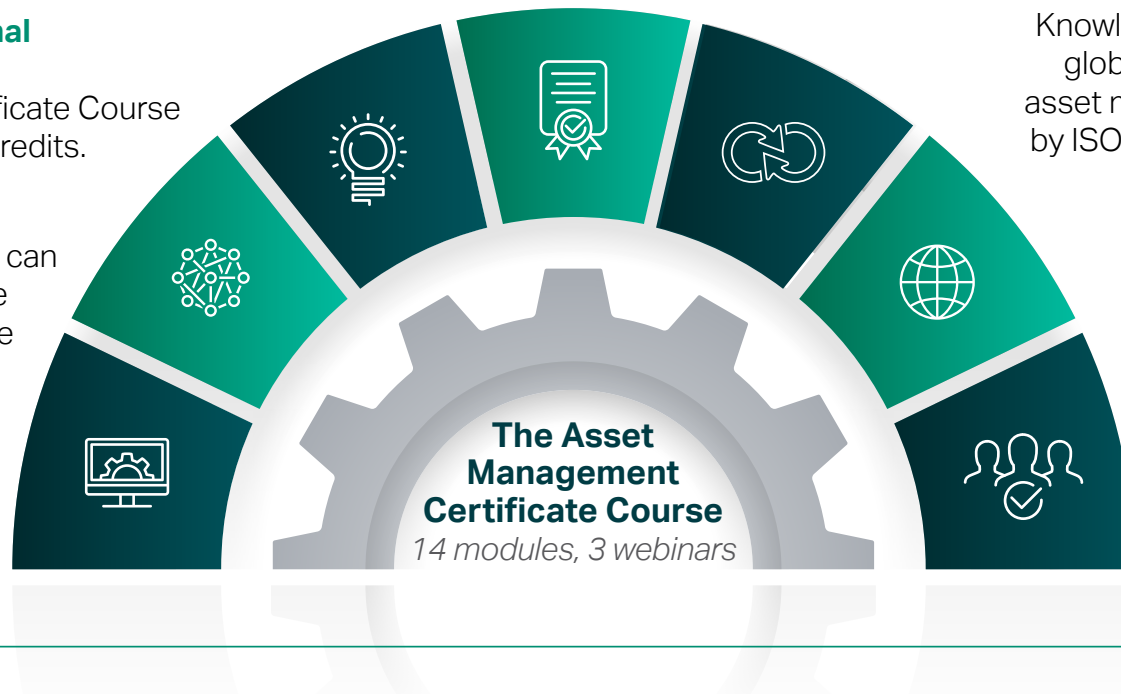 nal
ficate Course
redits.
can
e
e
Knowl
glob
asset n
by ISO
The Asset
Management
Certificate Course
14 modules, 3 webinars